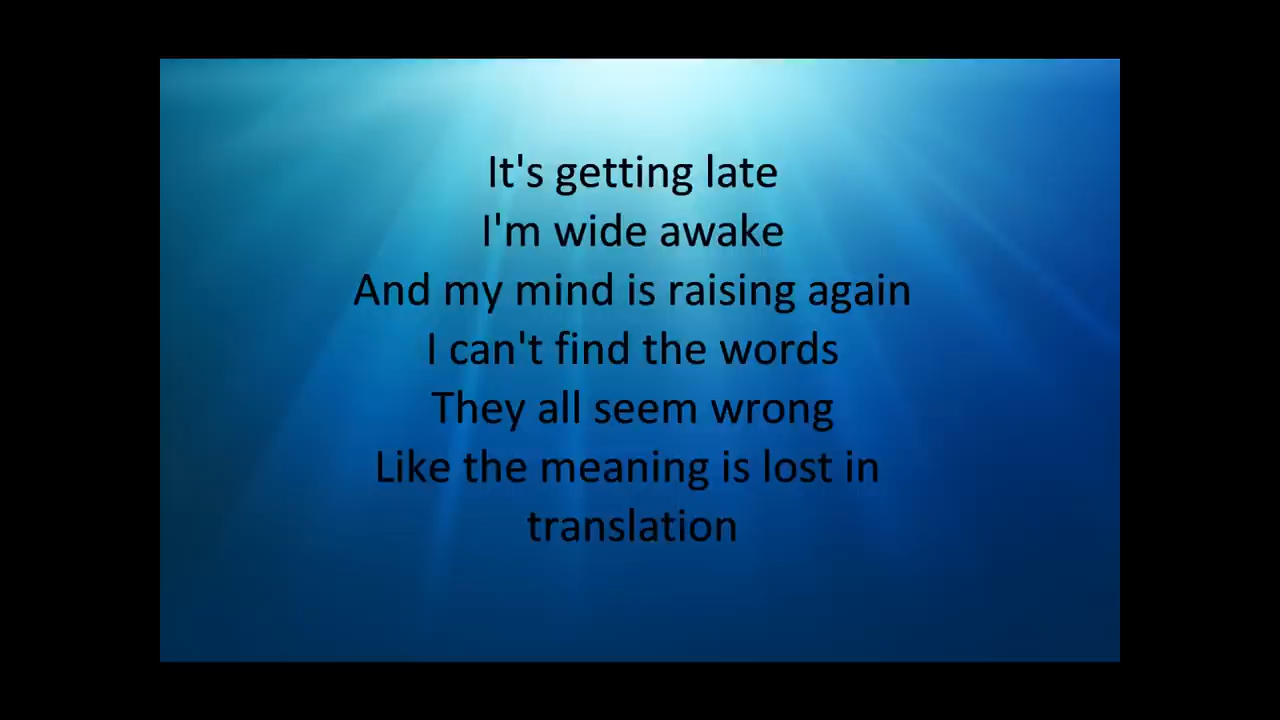 It's getting late
I'm wide awake
And my mind is raising again
I can't find the words
They all seem wrong
Like the meaning is lost in
translation